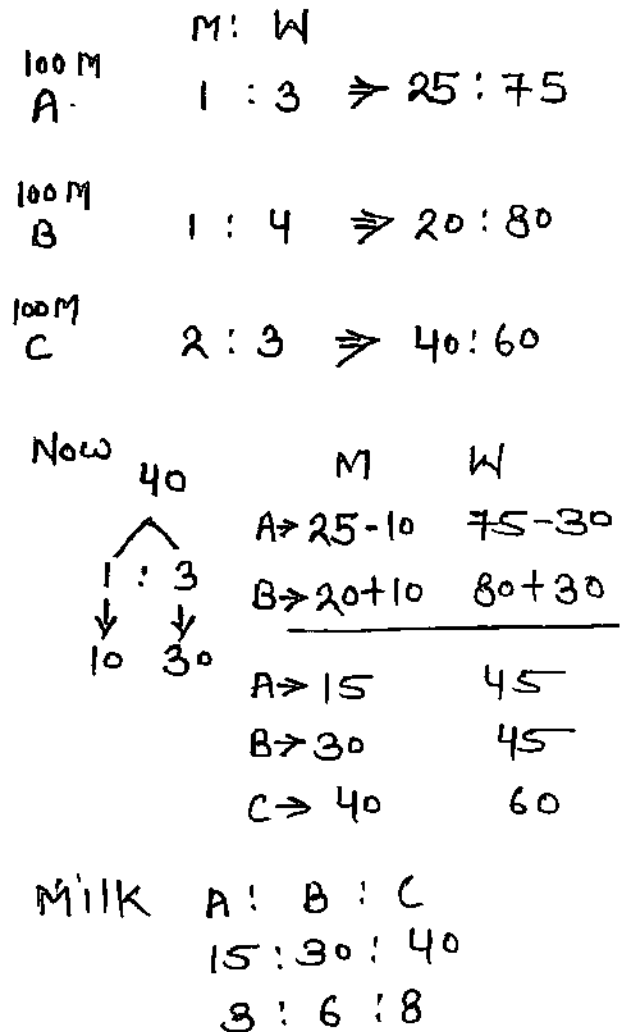 M : W
100 M
A. 1 : 3 ⇒ 25 : 75
100 M
B 1 : 4 ⇒ 20 : 80
100 M
C 2 : 3 ⇒ 40 : 60
Now
40
1 : 3
↓ ↓
10 30
M W
A→ 25-10 75-30
B→ 20+10 80+30
A→ 15 45
B→ 30 45
C→ 40 60
Milk A : B : C
15 : 30 : 40
3 : 6 : 8